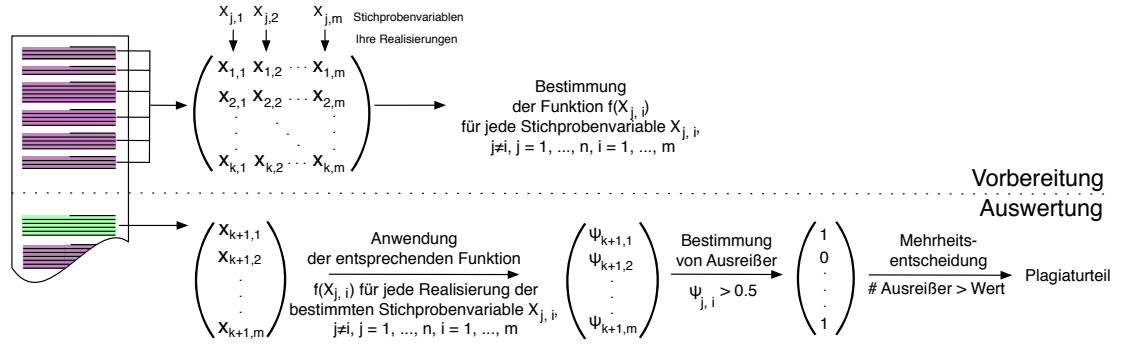 X_{j,1} X_{j,2} X_{j,m} Stichprobenvariablen
Ihre Realisierungen
x_{1,1} x_{1,2} ··· x_{1,m}
x_{2,1} x_{2,2} ··· x_{2,m}
. . .
. . .
x_{k,1} x_{k,2} ··· x_{k,m}
Bestimmung
der Funktion f(X_{j, i})
für jede Stichprobenvariable X_{j, i},
j≠i, j = 1, ..., n, i = 1, ..., m
Vorbereitung
Auswertung
x_{k+1,1}
x_{k+1,2}
.
.
.
x_{k+1,m}
Anwendung
der entsprechenden Funktion
f(X_{j, i}) für jede Realisierung der
bestimmten Stichprobenvariable X_{j, i},
j≠i, j = 1, ..., n, i = 1, ..., m
ψ_{k+1,1}
ψ_{k+1,2}
.
.
.
ψ_{k+1,m}
Bestimmung
von Ausreißer
ψ_{j, i} > 0.5
1
0
.
.
.
1
Mehrheits-
entscheidung
# Ausreißer > Wert
Plagiaturteil